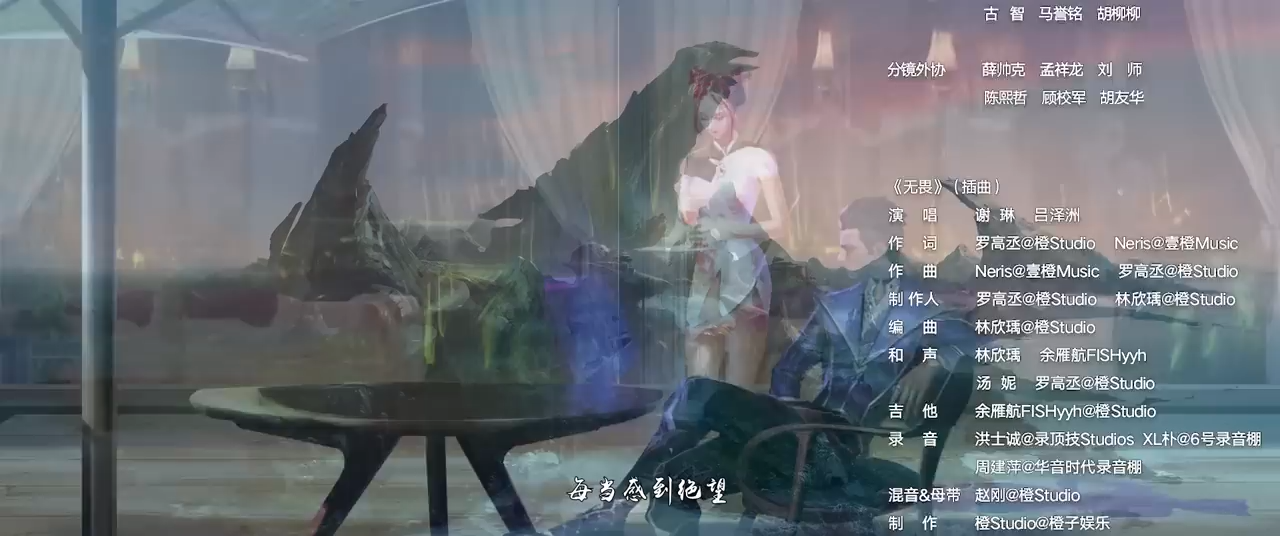 古 智 马誉铭 胡柳柳
分镜外协 薛帅克 孟祥龙 刘 师
陈熙哲 顾校军 胡友华
《无畏》（插曲）
演 唱 谢 琳 吕泽洲
作 词 罗高丞@橙Studio Neris@壹橙Music
作 曲 Neris@壹橙Music 罗高丞@橙Studio
制 作 人 罗高丞@橙Studio 林欣瑀@橙Studio
编 曲 林欣瑀@橙Studio
和 声 林欣瑀 余雁航FISHyyh
汤 妮 罗高丞@橙Studio
吉 他 余雁航FISHyyh@橙Studio
录 音 洪士诚@录顶技Studios XL朴@6号录音棚
周建萍@华音时代录音棚
混音&母带 赵刚@橙Studio
制 作 橙Studio@橙子娱乐
每当感到绝望